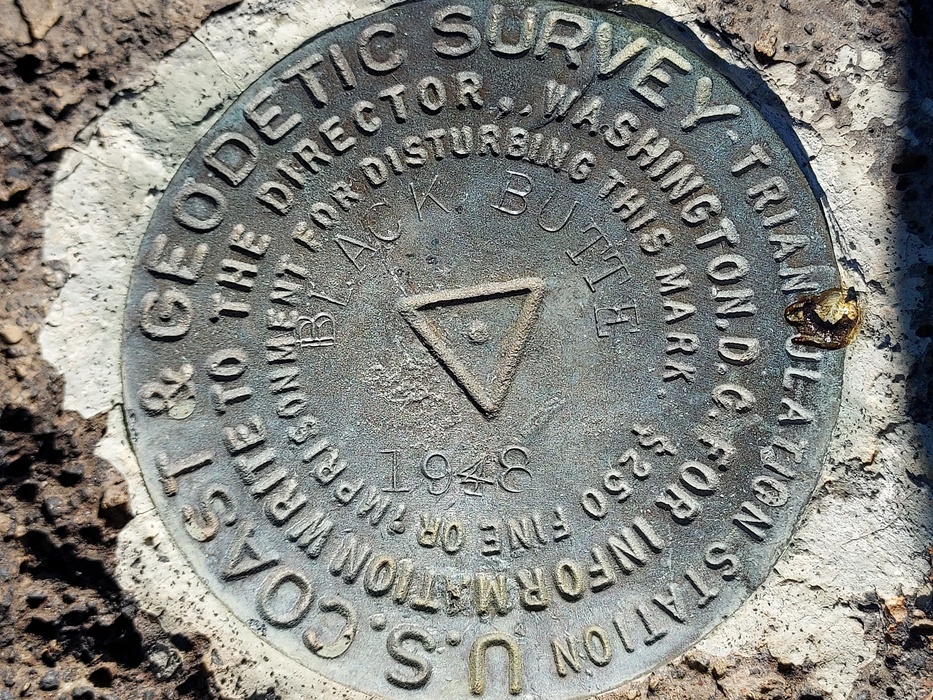 U.S. COAST & GEODETIC SURVEY
TRIANGULATION STATION
FOR INFORMATION WRITE TO THE DIRECTOR, WASHINGTON, D.C.
$250 FINE OR IMPRISONMENT FOR DISTURBING THIS MARK.
BLACK BUTTE
1948